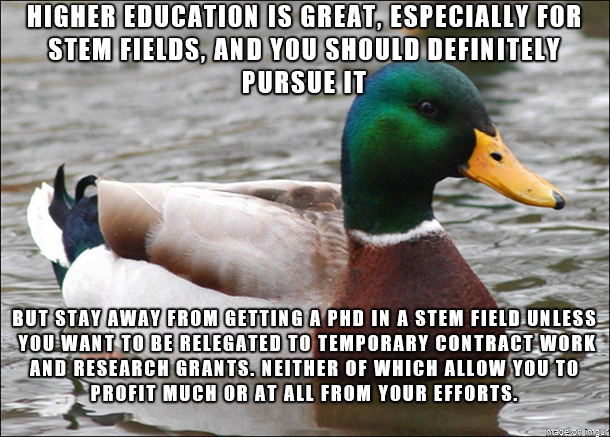 HIGHER EDUCATION IS GREAT, ESPECIALLY FOR
STEM FIELDS, AND YOU SHOULD DEFINITELY
PURSUE IT
BUT STAY AWAY FROM GETTING A PHD IN A STEM FIELD UNLESS
YOU WANT TO BE RELEGATED TO TEMPORARY CONTRACT WORK
AND RESEARCH GRANTS. NEITHER OF WHICH ALLOW YOU TO
PROFIT MUCH OR AT ALL FROM YOUR EFFORTS.
made on imgur